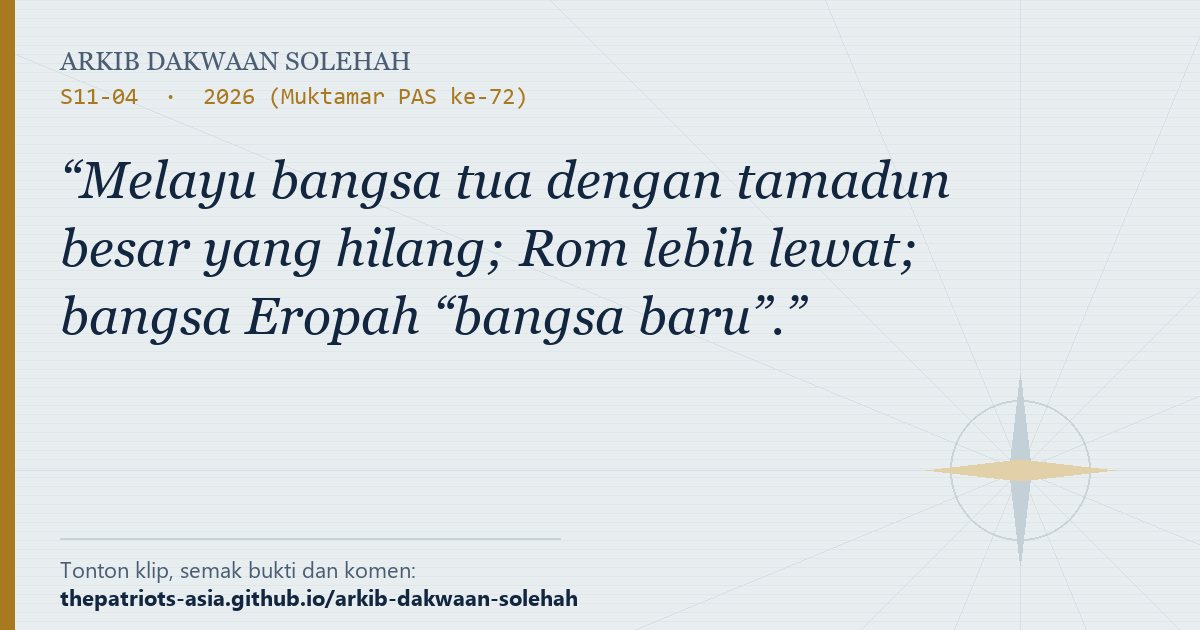 ARKIB DAKWAAN SOLEHAH
S11-04 · 2026 (Muktamar PAS ke-72)
“Melayu bangsa tua dengan tamadun
besar yang hilang; Rom lebih lewat;
bangsa Eropah “bangsa baru”.”
Tonton klip, semak bukti dan komen:
thepatriots-asia.github.io/arkib-dakwaan-solehah